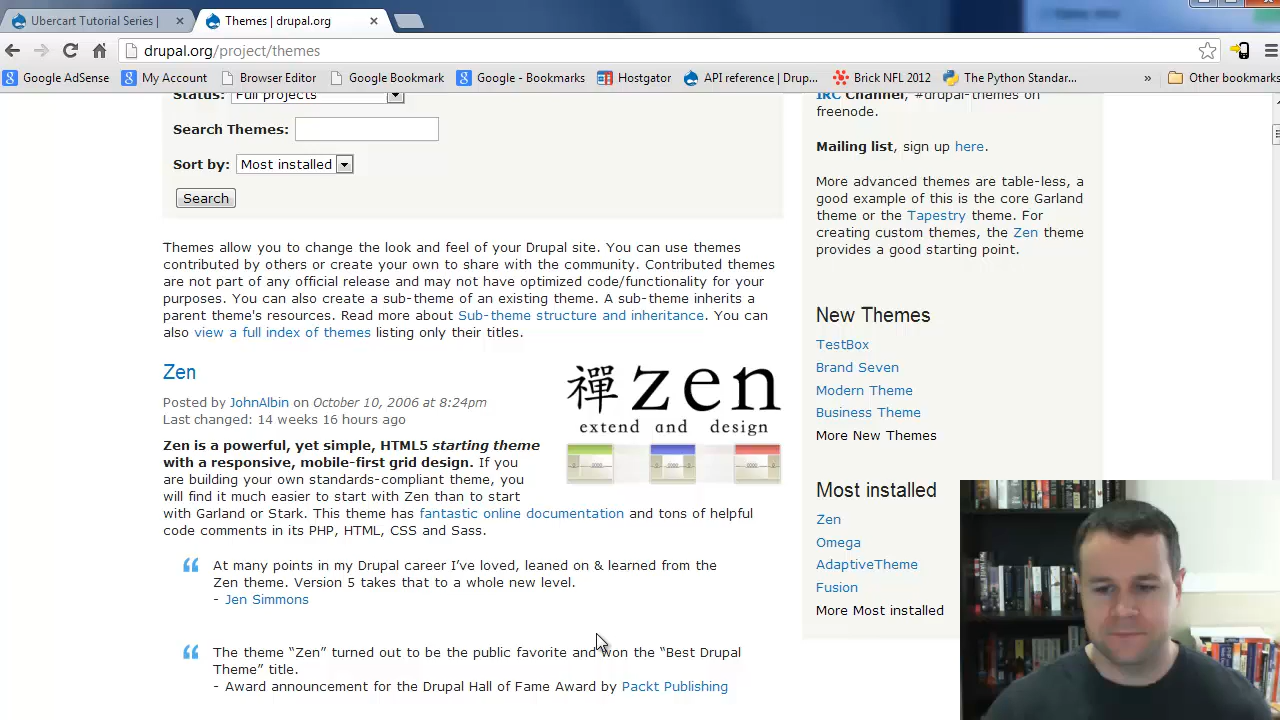 Ubercart Tutorial Series |
Themes | drupal.org
drupal.org/project/themes
Google AdSense
My Account
Browser Editor
Google Bookmark
Google - Bookmarks
Hostgator
API reference | Drup...
Brick NFL 2012
The Python Standar...
»
Other bookmarks
Status: Full projects
Search Themes:
Sort by: Most installed
Search
Themes allow you to change the look and feel of your Drupal site. You can use themes
contributed by others or create your own to share with the community. Contributed themes
are not part of any official release and may not have optimized code/functionality for your
purposes. You can also create a sub-theme of an existing theme. A sub-theme inherits a
parent theme's resources. Read more about Sub-theme structure and inheritance. You can
also view a full index of themes listing only their titles.
Zen
Posted by JohnAlbin on October 10, 2006 at 8:24pm
Last changed: 14 weeks 16 hours ago
Zen is a powerful, yet simple, HTML5 starting theme
with a responsive, mobile-first grid design. If you
are building your own standards-compliant theme, you
will find it much easier to start with Zen than to start
with Garland or Stark. This theme has fantastic online documentation and tons of helpful
code comments in its PHP, HTML, CSS and Sass.
禪 zen
extend and design
At many points in my Drupal career I've loved, leaned on & learned from the
Zen theme. Version 5 takes that to a whole new level.
- Jen Simmons
The theme “Zen” turned out to be the public favorite and won the “Best Drupal
Theme” title.
- Award announcement for the Drupal Hall of Fame Award by Packt Publishing
IRC Channel, #drupal-themes on
freenode.
Mailing list, sign up here.
More advanced themes are table-less, a
good example of this is the core Garland
theme or the Tapestry theme. For
creating custom themes, the Zen theme
provides a good starting point.
New Themes
TestBox
Brand Seven
Modern Theme
Business Theme
More New Themes
Most installed
Zen
Omega
AdaptiveTheme
Fusion
More Most installed